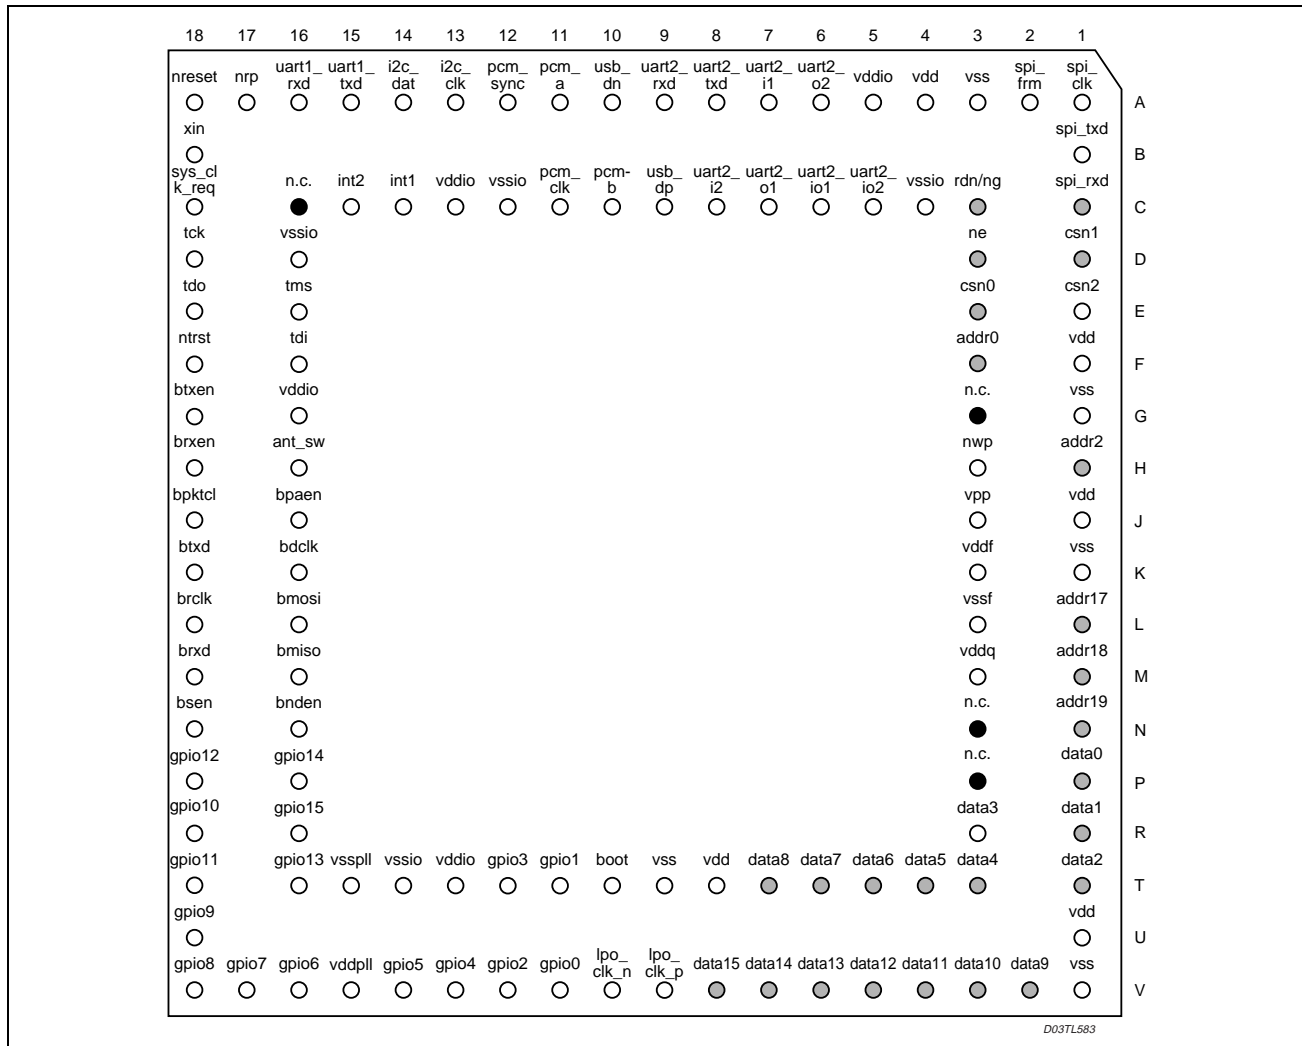 18 17 16 15 14 13 12 11 10 9 8 7 6 5 4 3 2 1
uart1_ uart1_ i2c_ i2c_ pcm_ pcm_ usb_ uart2_ uart2_ uart2_ uart2_ spi_ spi_
nreset nrp rxd txd dat clk sync a dn rxd txd i1 o2 vddio vdd vss frm clk
A
xin spi_txd
B
sys_cl pcm_ pcm- usb_ uart2_ uart2_ uart2_ uart2_
k_req n.c. int2 int1 vddio vssio clk b dp i2 o1 io1 io2 vssio rdn/ng spi_rxd
C
tck vssio ne csn1
D
tdo tms csn0 csn2
E
ntrst tdi addr0 vdd
F
btxen vddio n.c. vss
G
brxen ant_sw nwp addr2
H
bpktcl bpaen vpp vdd
J
btxd bdclk vddf vss
K
brclk bmosi vssf addr17
L
brxd bmiso vddq addr18
M
bsen bnden n.c. addr19
N
gpio12 gpio14 n.c. data0
P
gpio10 gpio15 data3 data1
R
gpio11 gpio13 vsspll vssio vddio gpio3 gpio1 boot vss vdd data8 data7 data6 data5 data4 data2
T
gpio9 vdd
U
lpo_ lpo_
gpio8 gpio7 gpio6 vddpll gpio5 gpio4 gpio2 gpio0 clk_n clk_p data15 data14 data13 data12 data11 data10 data9 vss
V
D03TL583